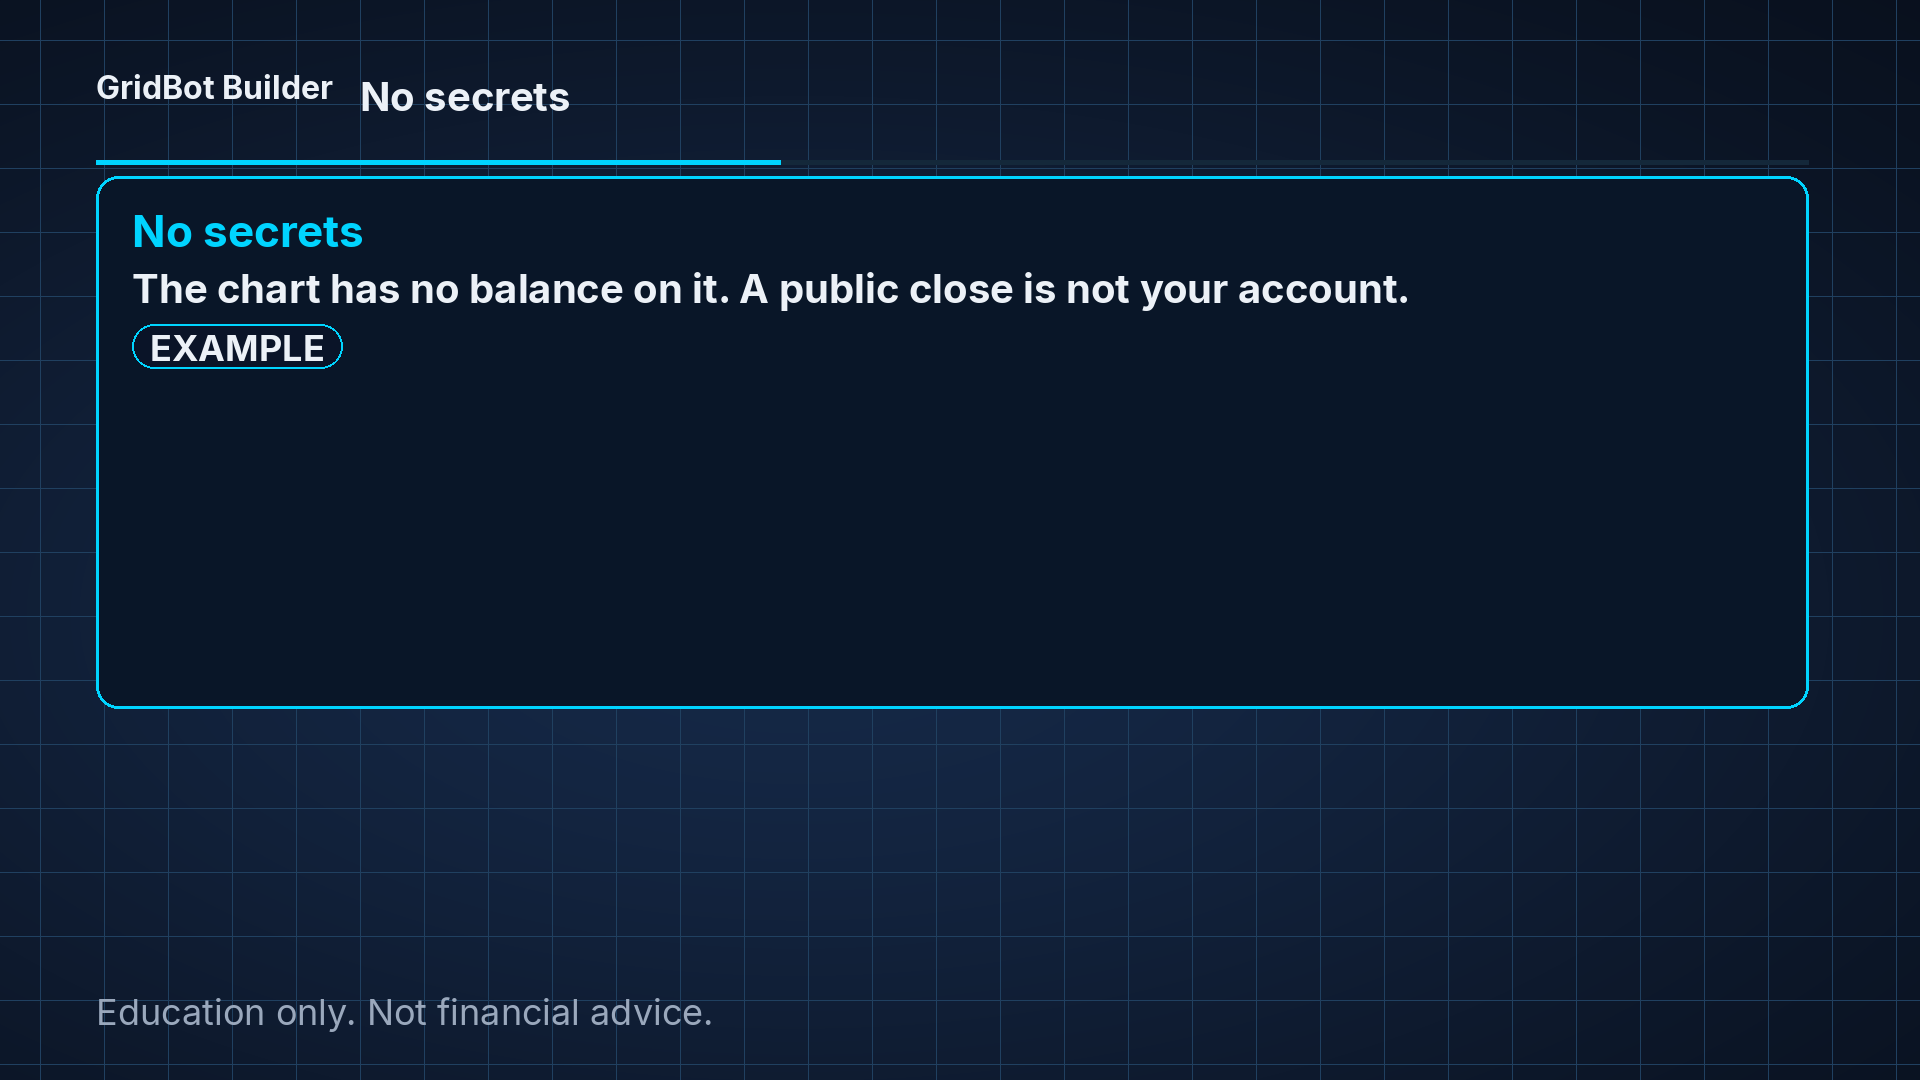 GridBot Builder
No secrets
No secrets
The chart has no balance on it. A public close is not your account.
EXAMPLE
Education only. Not financial advice.